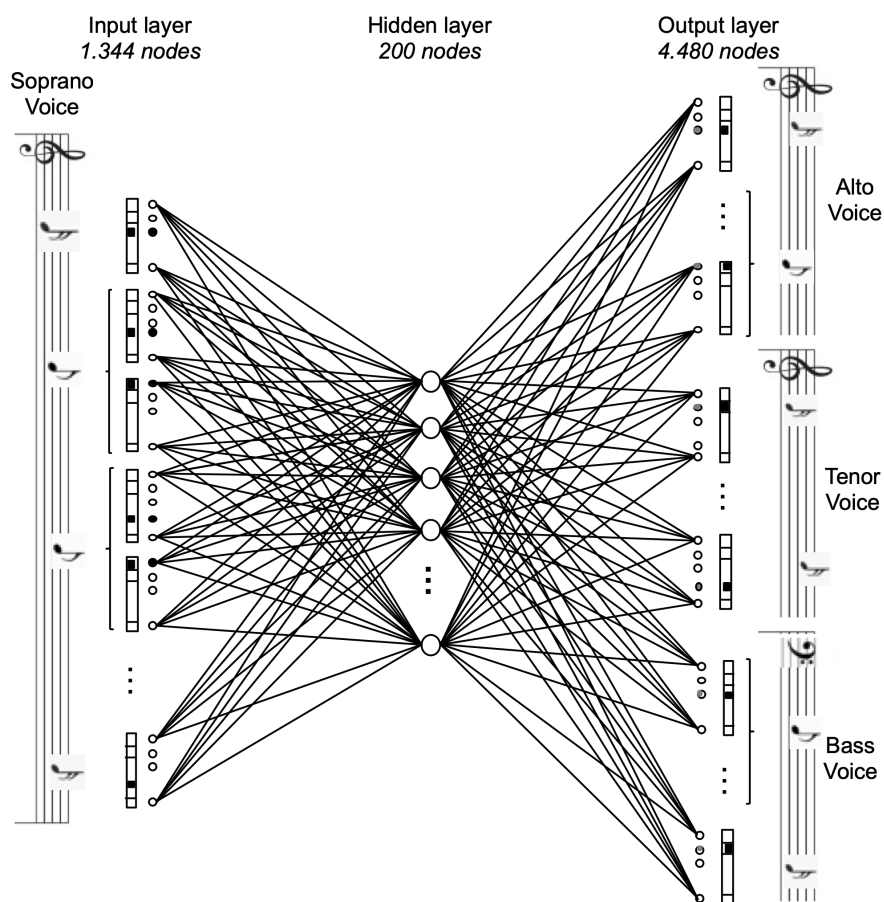 Input layer
1.344 nodes
Hidden layer
200 nodes
Output layer
4.480 nodes
Soprano
Voice
Alto
Voice
Tenor
Voice
Bass
Voice